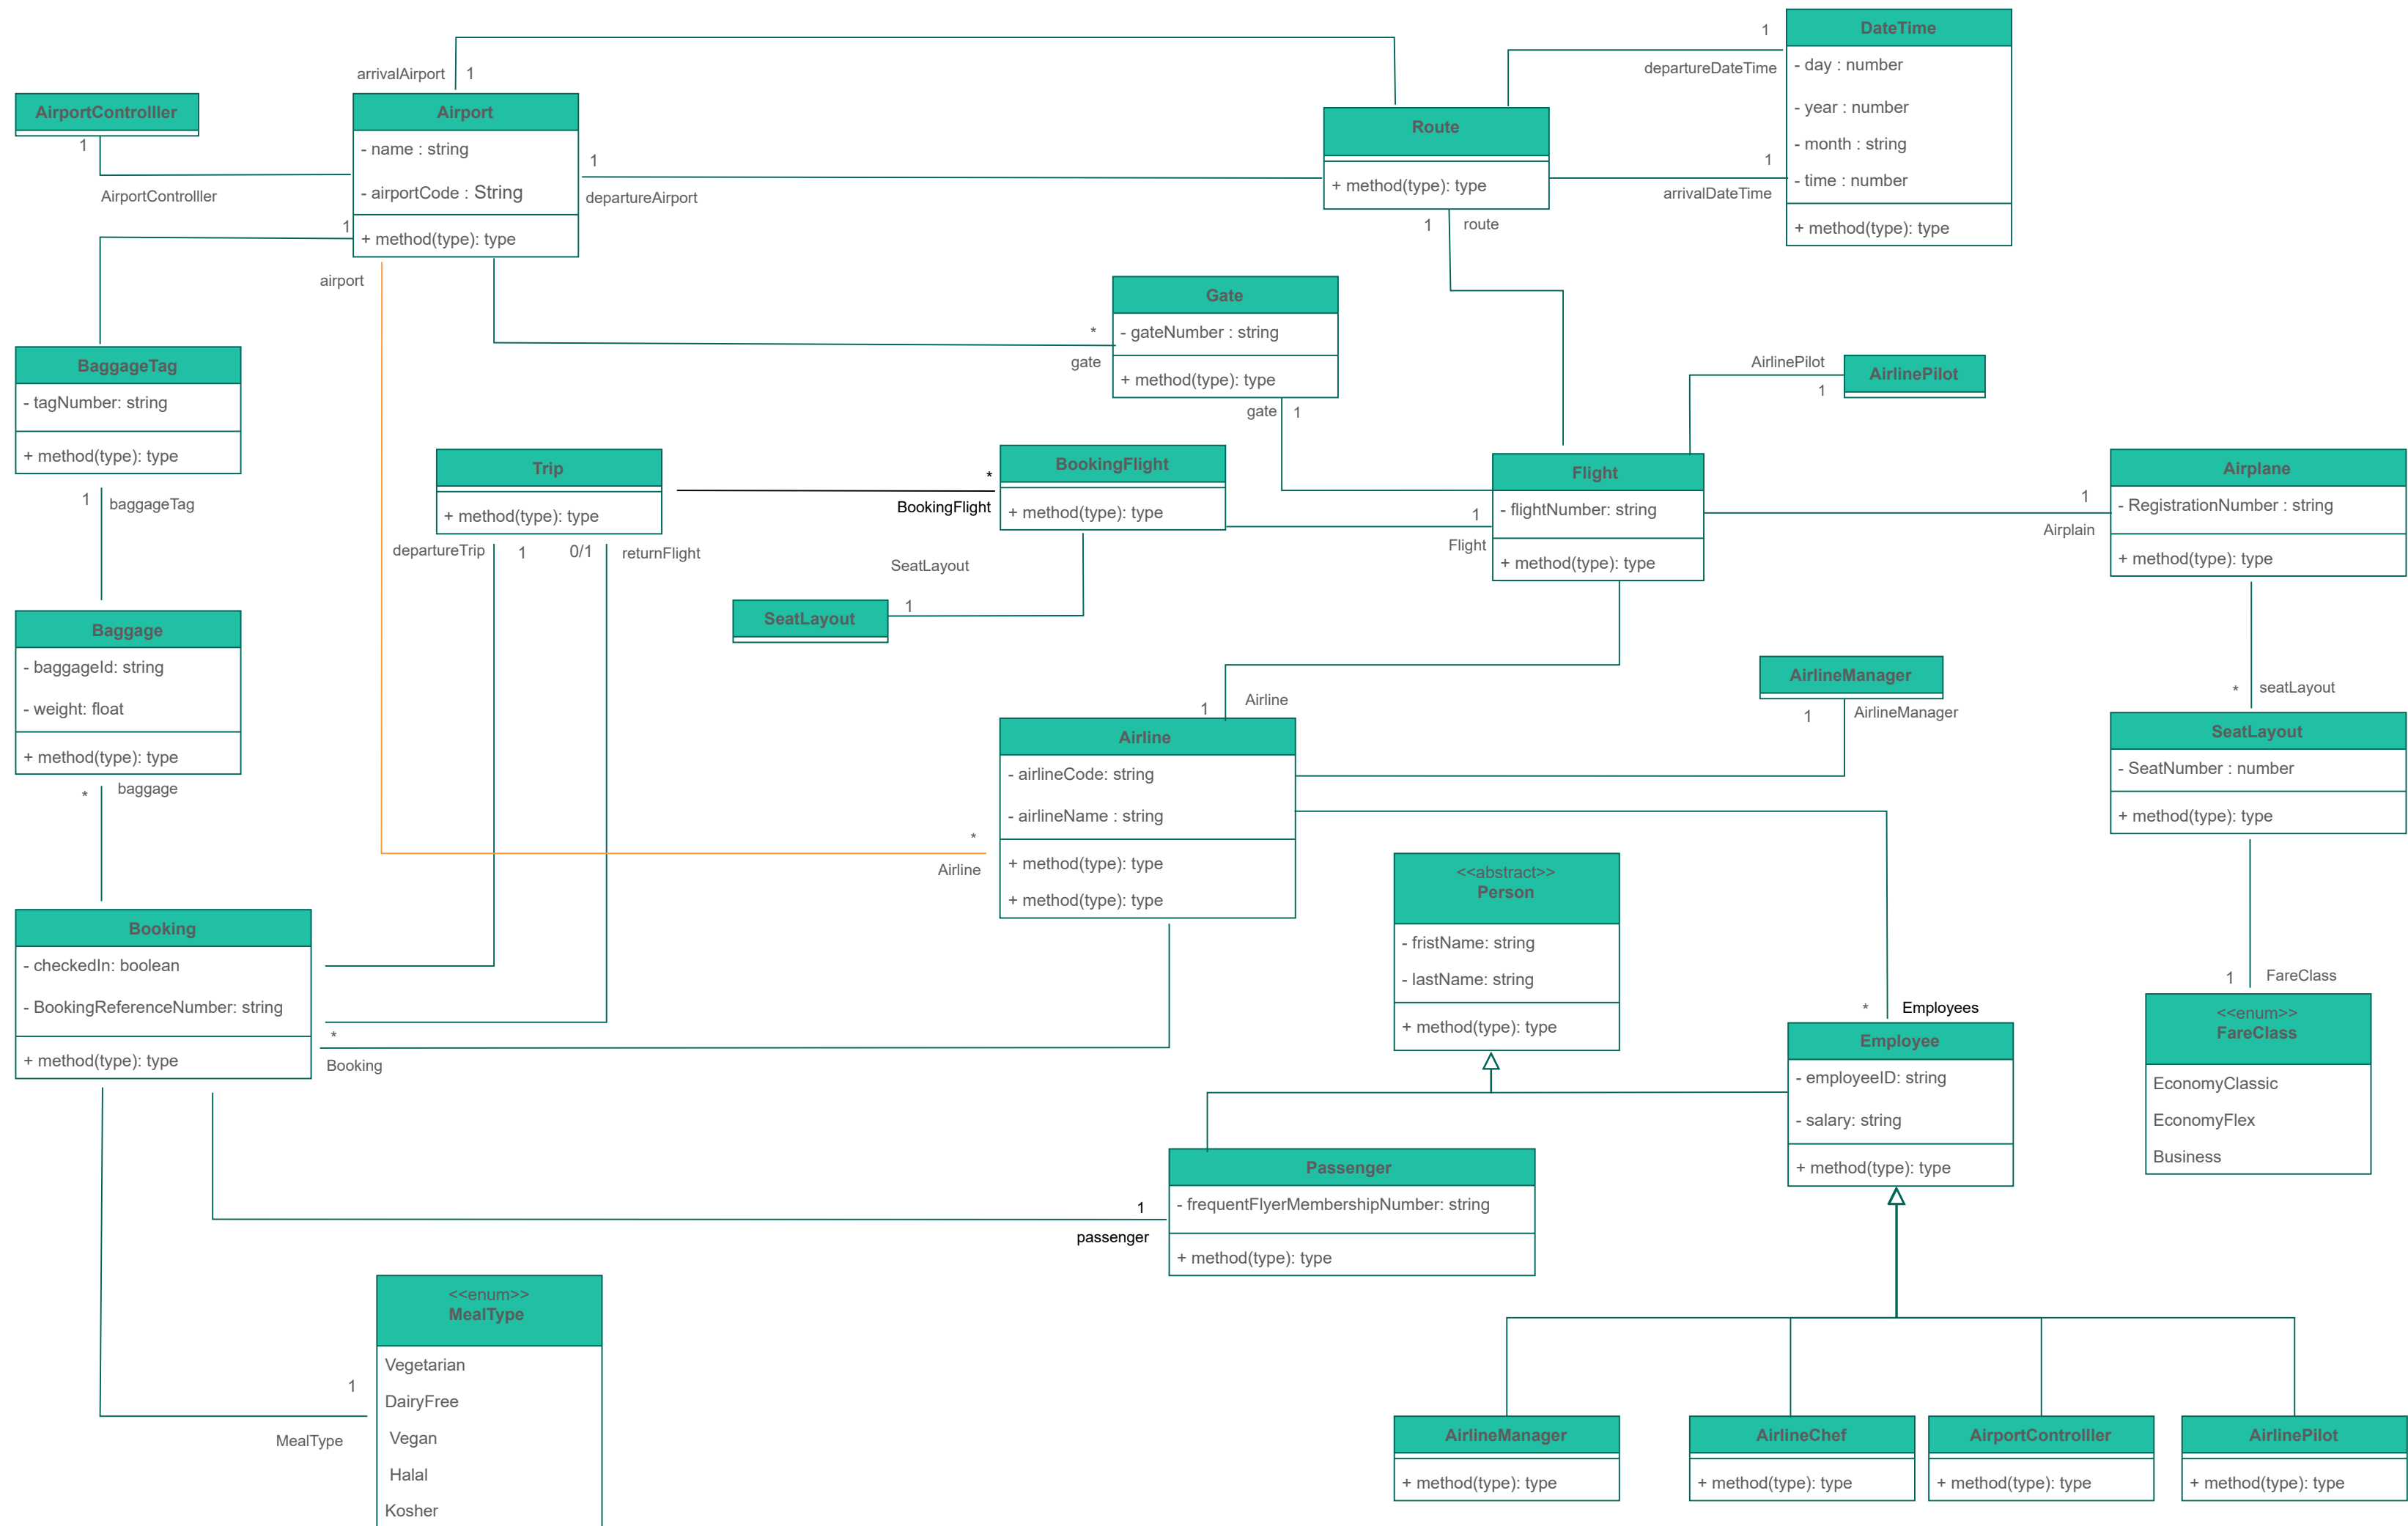 1
DateTime
departureDateTime
- day : number
- year : number
- month : string
- time : number
+ method(type): type
1
arrivalDateTime
arrivalAirport
1
AirportControlller
1
AirportControlller
Airport
- name : string
- airportCode : String
+ method(type): type
1
departureAirport
Route
+ method(type): type
1
route
1
airport
Gate
- gateNumber : string
+ method(type): type
*
gate
gate
1
BaggageTag
- tagNumber: string
+ method(type): type
AirlinePilot
1
AirlinePilot
Trip
+ method(type): type
*
BookingFlight
BookingFlight
+ method(type): type
1
Flight
Flight
- flightNumber: string
+ method(type): type
1
Airplain
Airplane
- RegistrationNumber : string
+ method(type): type
1
baggageTag
departureTrip
1
0/1
returnFlight
SeatLayout
SeatLayout
1
Baggage
- baggageId: string
- weight: float
+ method(type): type
*
baggage
1
Airline
AirlineManager
1
AirlineManager
*
seatLayout
SeatLayout
- SeatNumber : number
+ method(type): type
Airline
- airlineCode: string
- airlineName : string
+ method(type): type
+ method(type): type
*
Airline
<<abstract>>
Person
- fristName: string
- lastName: string
+ method(type): type
Booking
- checkedIn: boolean
- BookingReferenceNumber: string
+ method(type): type
*
Booking
*
Employees
Employee
- employeeID: string
- salary: string
+ method(type): type
1
FareClass
<<enum>>
FareClass
EconomyClassic
EconomyFlex
Business
Passenger
- frequentFlyerMembershipNumber: string
+ method(type): type
1
passenger
<<enum>>
MealType
Vegetarian
DairyFree
Vegan
Halal
Kosher
1
MealType
AirlineManager
+ method(type): type
AirlineChef
+ method(type): type
AirportControlller
+ method(type): type
AirlinePilot
+ method(type): type